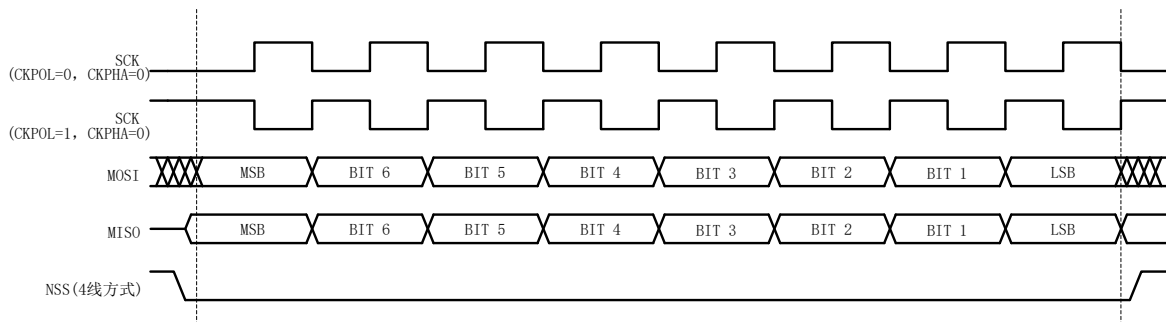 SCK
(CKPOL=0, CKPHA=0)
SCK
(CKPOL=1, CKPHA=0)
MOSI MSB BIT 6 BIT 5 BIT 4 BIT 3 BIT 2 BIT 1 LSB
MISO MSB BIT 6 BIT 5 BIT 4 BIT 3 BIT 2 BIT 1 LSB
NSS(4线方式)